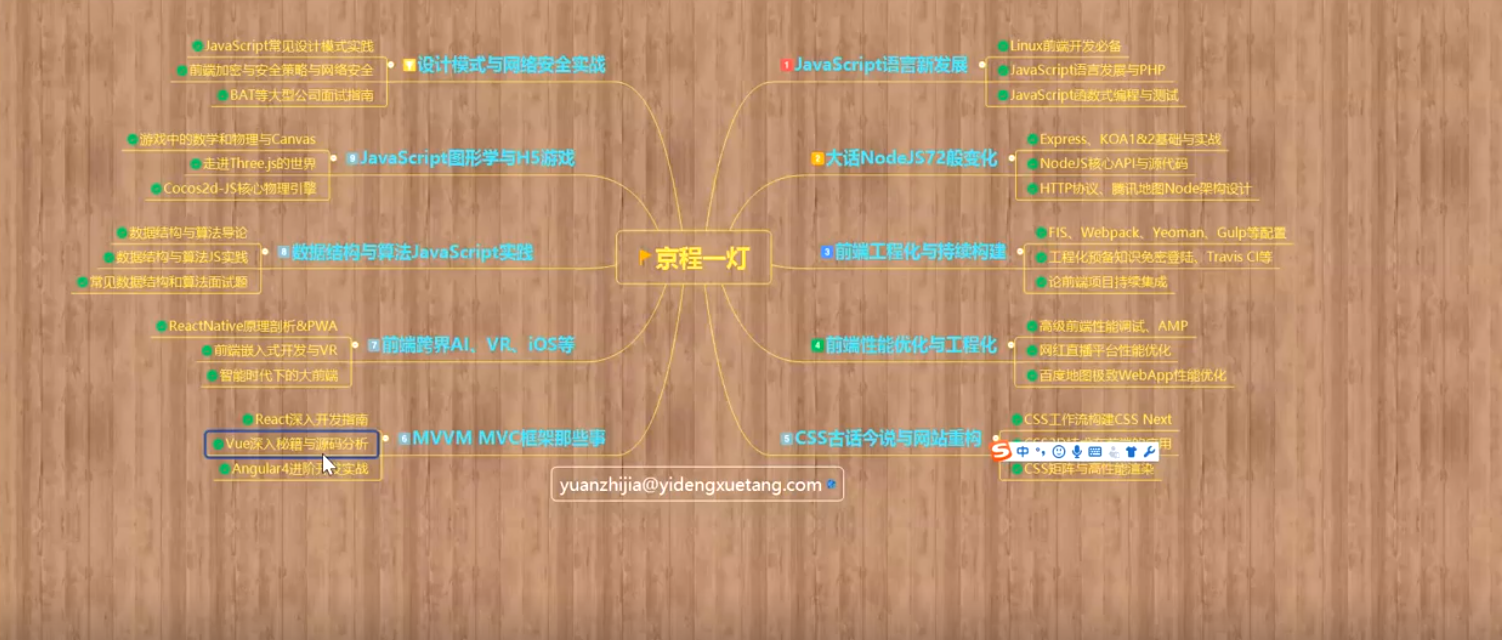 京程一灯
JavaScript语言新发展
Linux前端开发必备
JavaScript语言发展与PHP
JavaScript函数式编程与测试
大话NodeJS72般变化
Express、KOA1&2基础与实战
NodeJS核心API与源代码
HTTP协议、腾讯地图Node架构设计
前端工程化与持续构建
FIS、Webpack、Yeoman、Gulp等配置
工程化预备知识免密登陆、Travis CI等
论前端项目持续集成
前端性能优化与工程化
高级前端性能调试、AMP
网红直播平台性能优化
百度地图极致WebApp性能优化
CSS古话今说与网站重构
CSS工作流构建CSS Next
CSS矩阵与高性能渲染
MVVM MVC框架那些事
React深入开发指南
Vue深入秘籍与源码分析
Angular4进阶开发实战
前端跨界AI、VR、iOS等
ReactNative原理剖析&PWA
前端嵌入式开发与VR
智能时代下的大前端
数据结构与算法JavaScript实践
数据结构与算法导论
数据结构与算法JS实践
常见数据结构和算法面试题
JavaScript图形学与H5游戏
游戏中的数学和物理与Canvas
走进Three.js的世界
Cocos2d-JS核心物理引擎
设计模式与网络安全实战
JavaScript常见设计模式实践
前端加密与安全策略与网络安全
BAT等大型公司面试指南
yuanzhijia@yidengxuetang.com
中